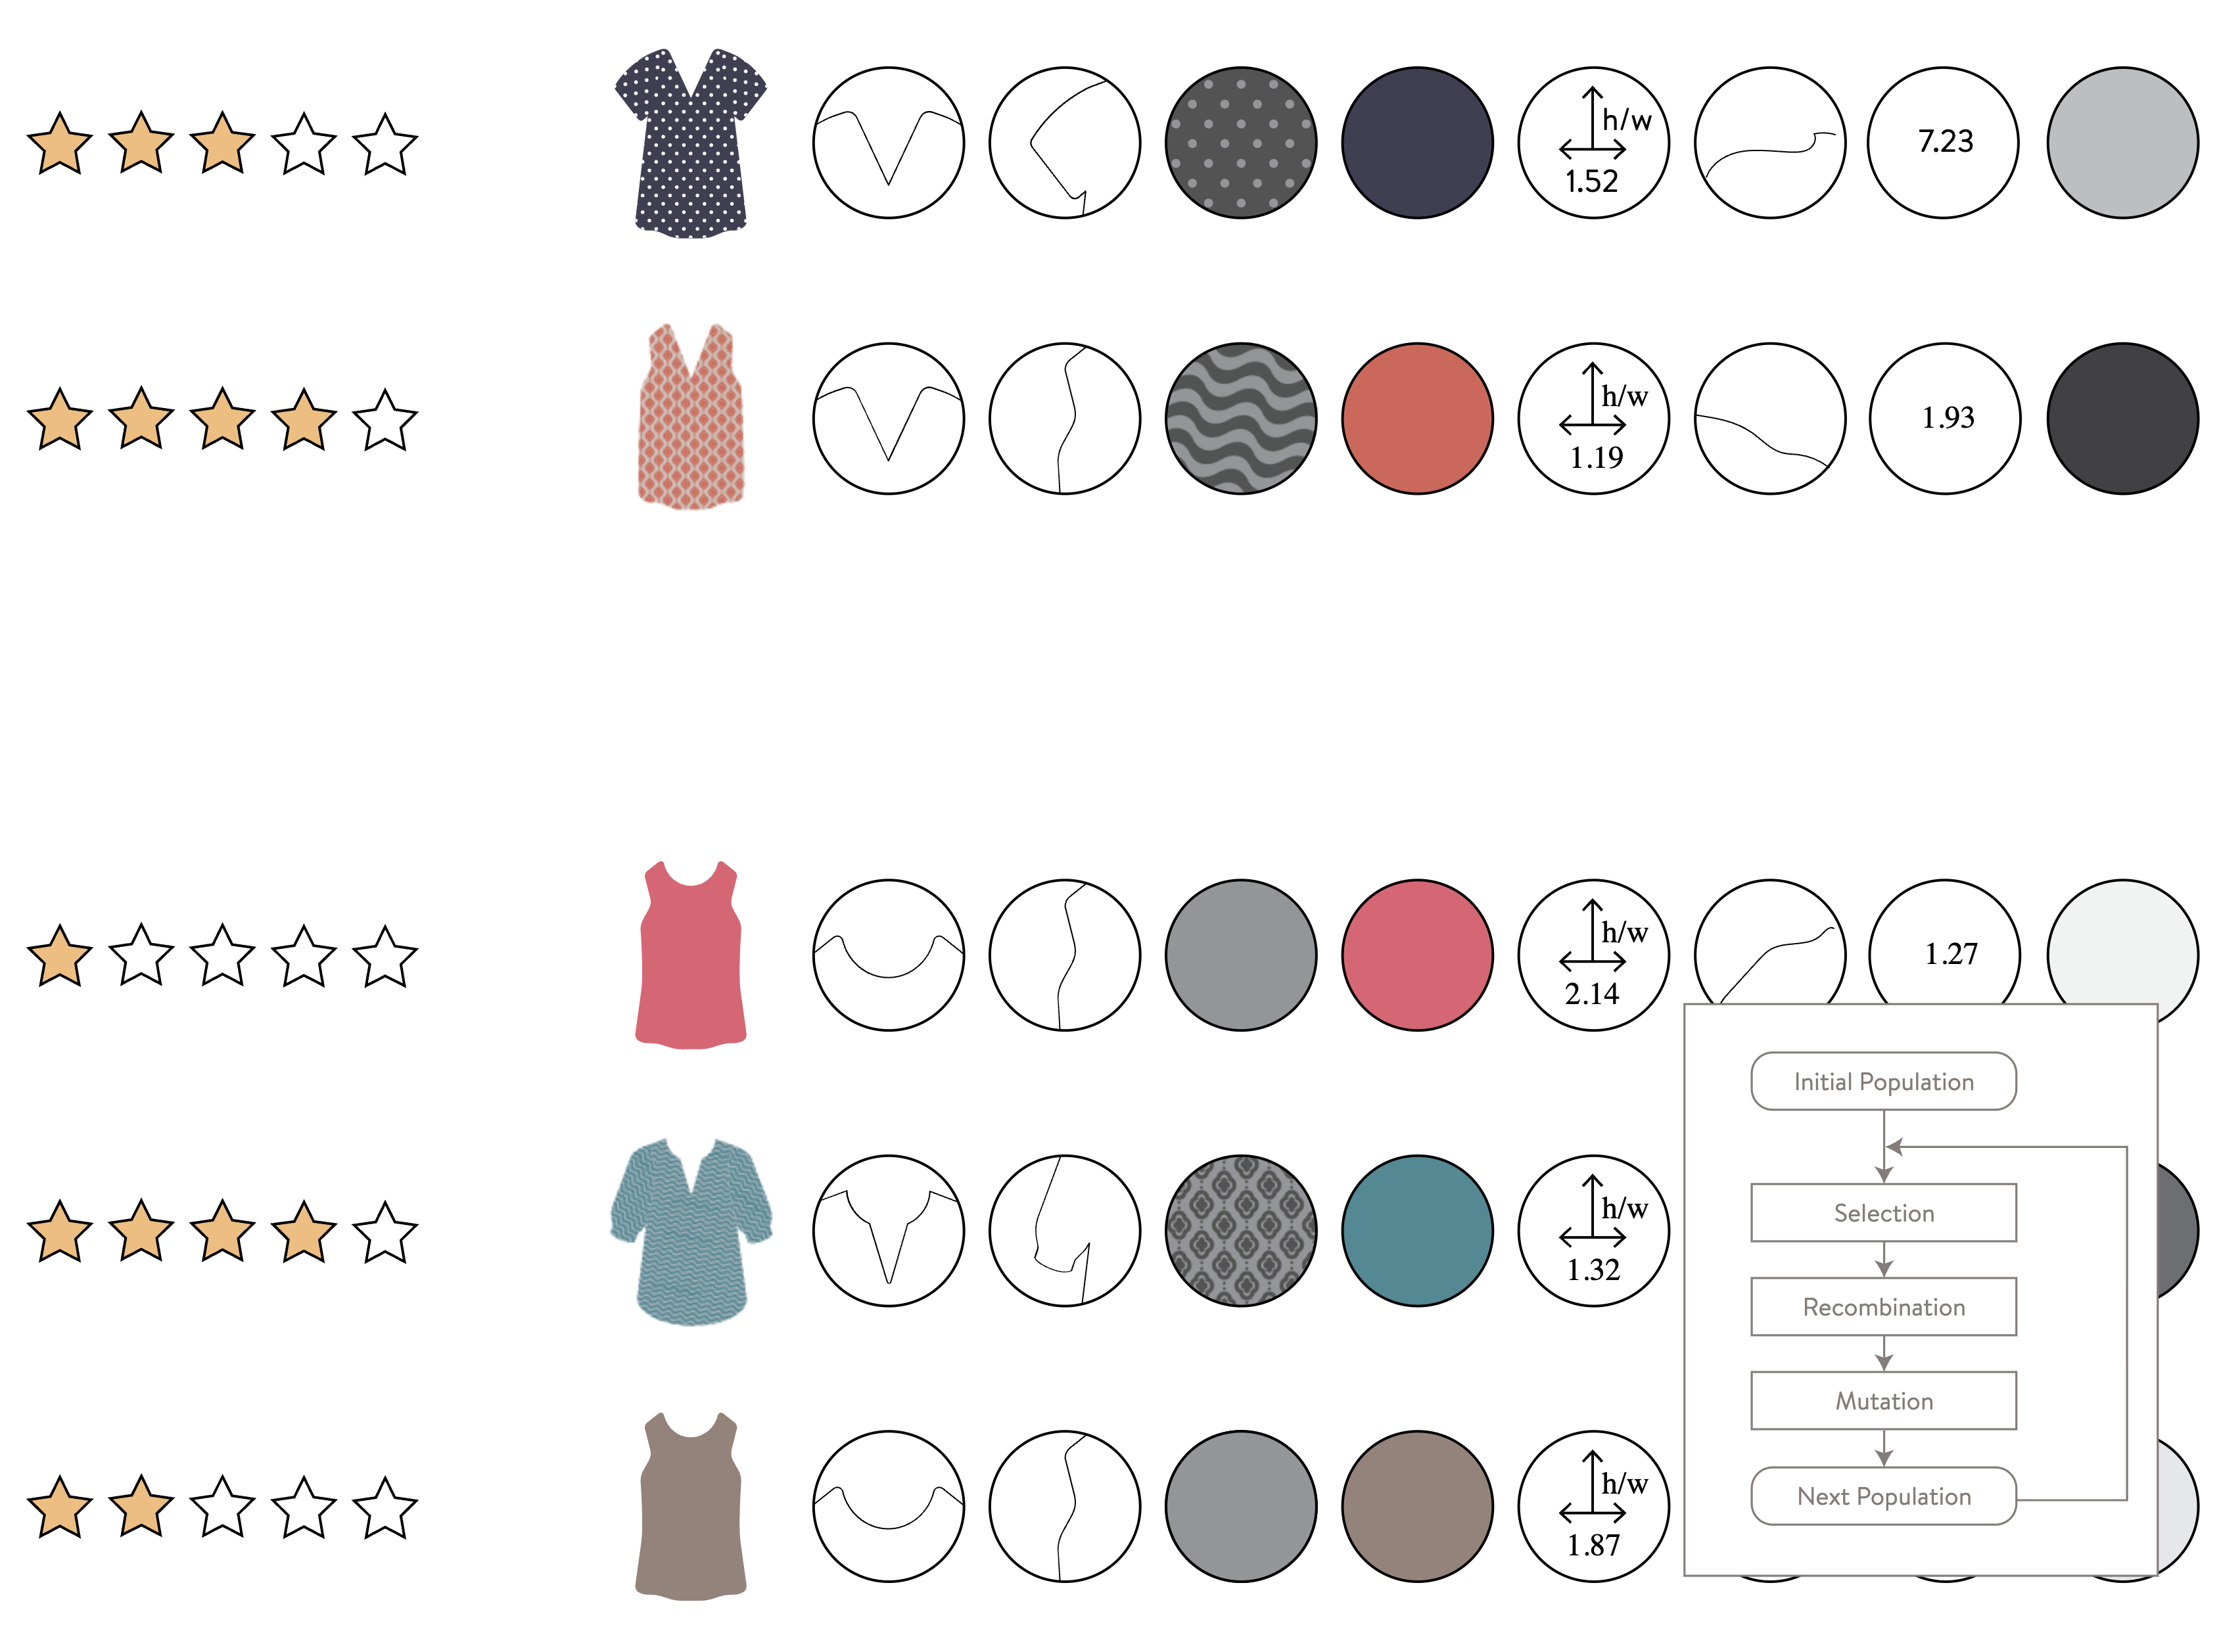 h/w
1.52
7.23
h/w
1.19
1.93
h/w
2.14
1.27
h/w
1.32
h/w
1.87
Initial Population
Selection
Recombination
Mutation
Next Population